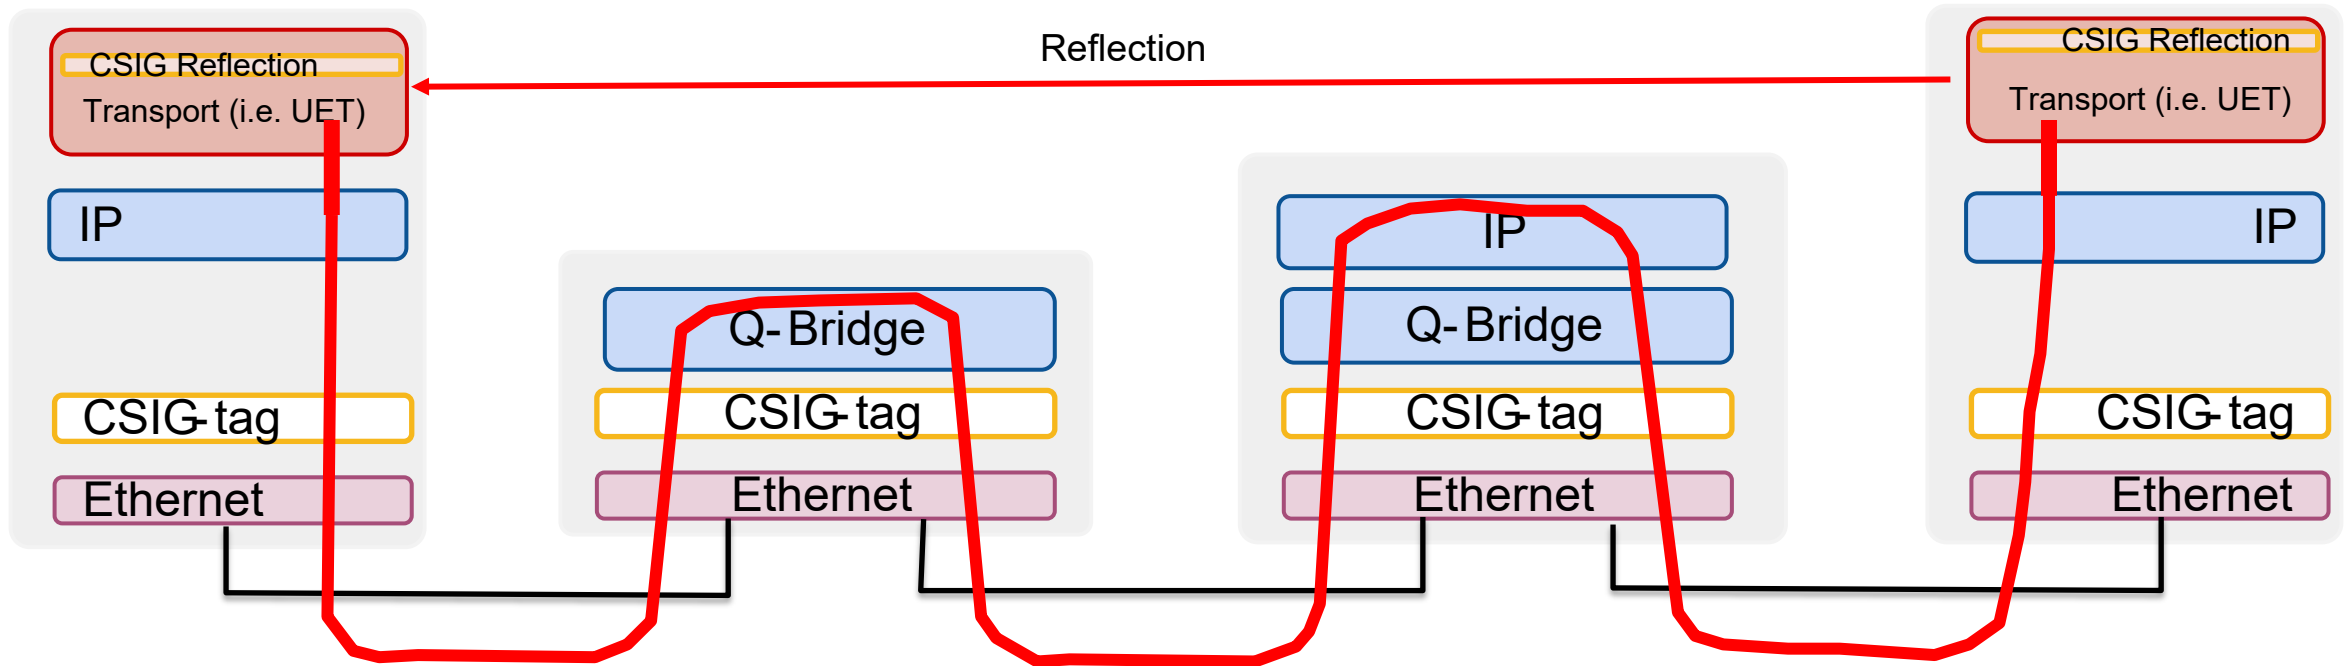 Reflection
CSIG Reflection
Transport (i.e. UET)
IP
CSIG-tag
Ethernet
Q-Bridge
CSIG-tag
Ethernet
IP
Q-Bridge
CSIG-tag
Ethernet
CSIG Reflection
Transport (i.e. UET)
IP
CSIG-tag
Ethernet